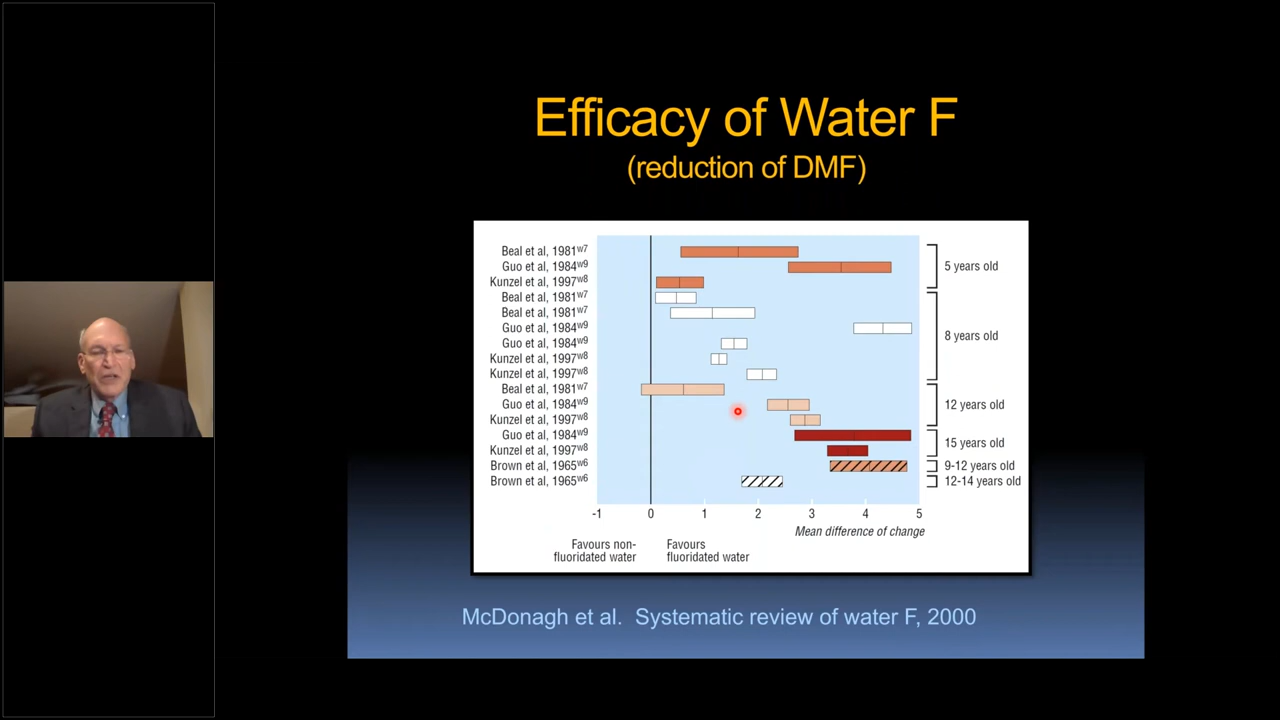 Efficacy of Water F
(reduction of DMF)
Beal et al, 1981w7
Guo et al, 1984w9
Kunzel et al, 1997w8
Beal et al, 1981w7
Beal et al, 1981w7
Guo et al, 1984w9
Guo et al, 1984w9
Kunzel et al, 1997w8
Kunzel et al, 1997w8
Beal et al, 1981w7
Guo et al, 1984w9
Kunzel et al, 1997w8
Guo et al, 1984w9
Kunzel et al, 1997w8
Brown et al, 1965w6
Brown et al, 1965w6
5 years old
8 years old
12 years old
15 years old
9-12 years old
12-14 years old
-1 0 1 2 3 4 5
Mean difference of change
Favours non-
fluoridated water
Favours
fluoridated water
McDonagh et al. Systematic review of water F, 2000